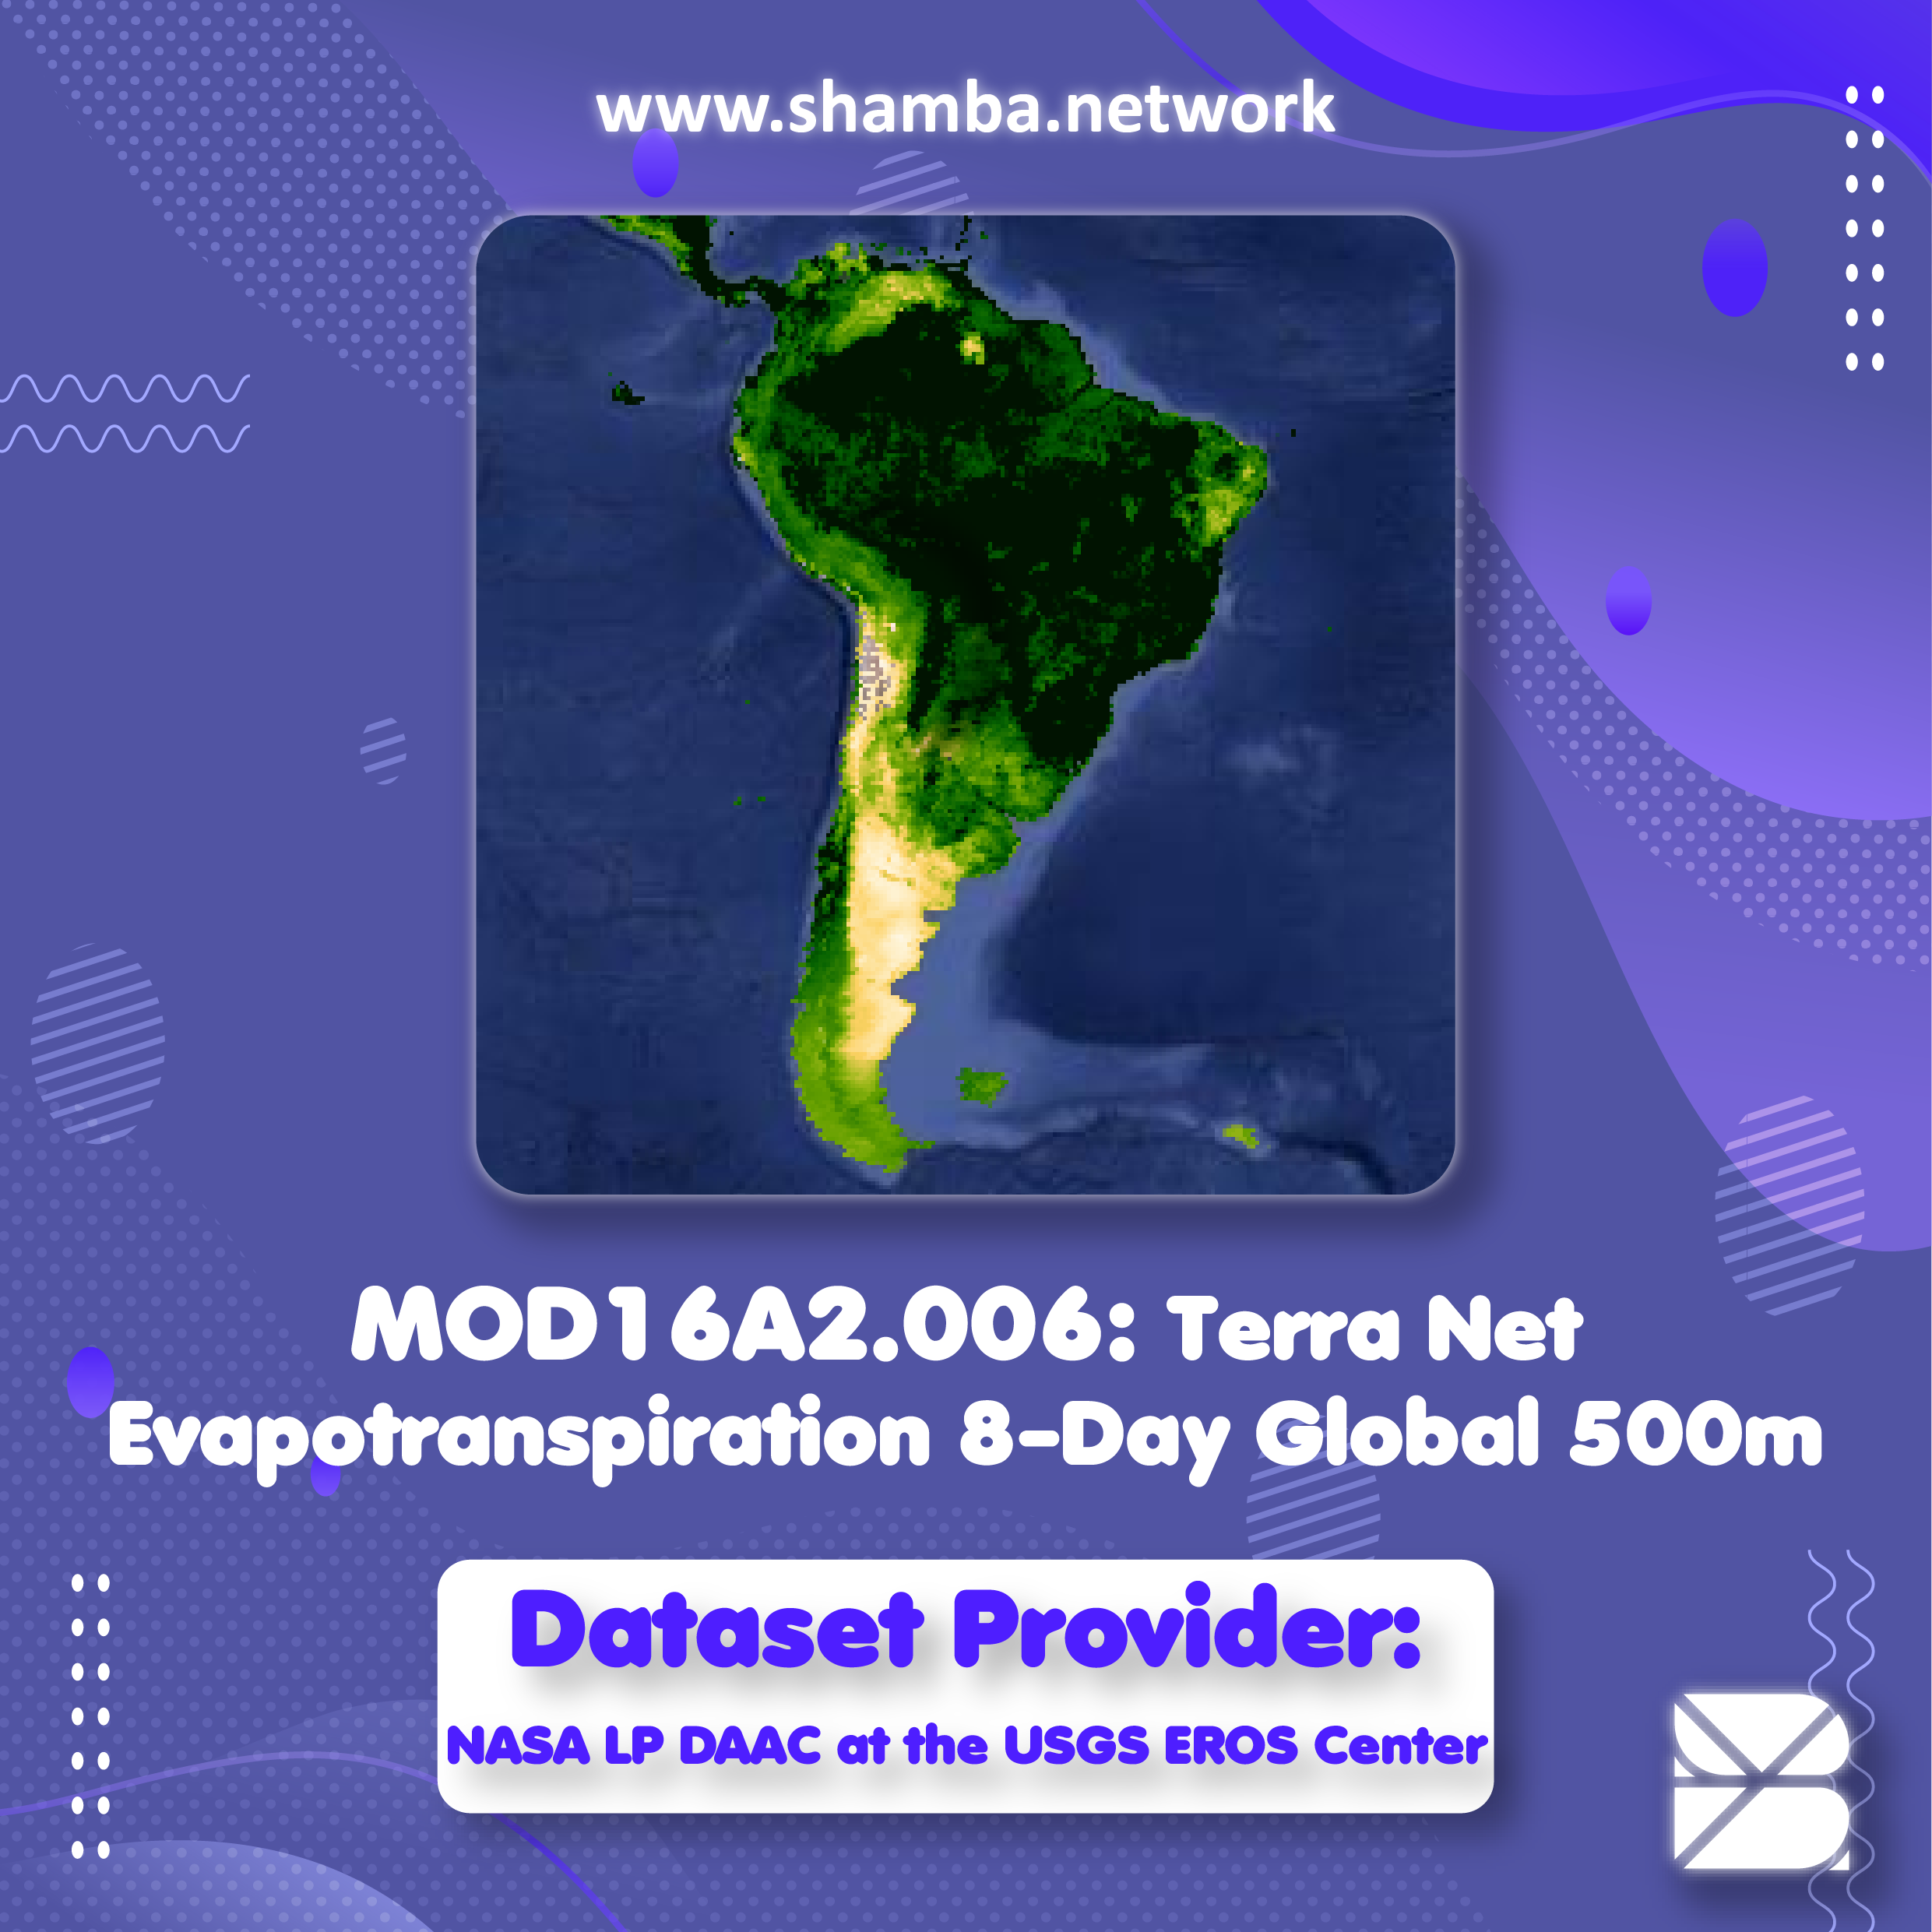 www.shamba.network
MOD16A2.006: Terra Net
Evapotranspiration 8-Day Global 500m
Dataset Provider:
NASA LP DAAC at the USGS EROS Center